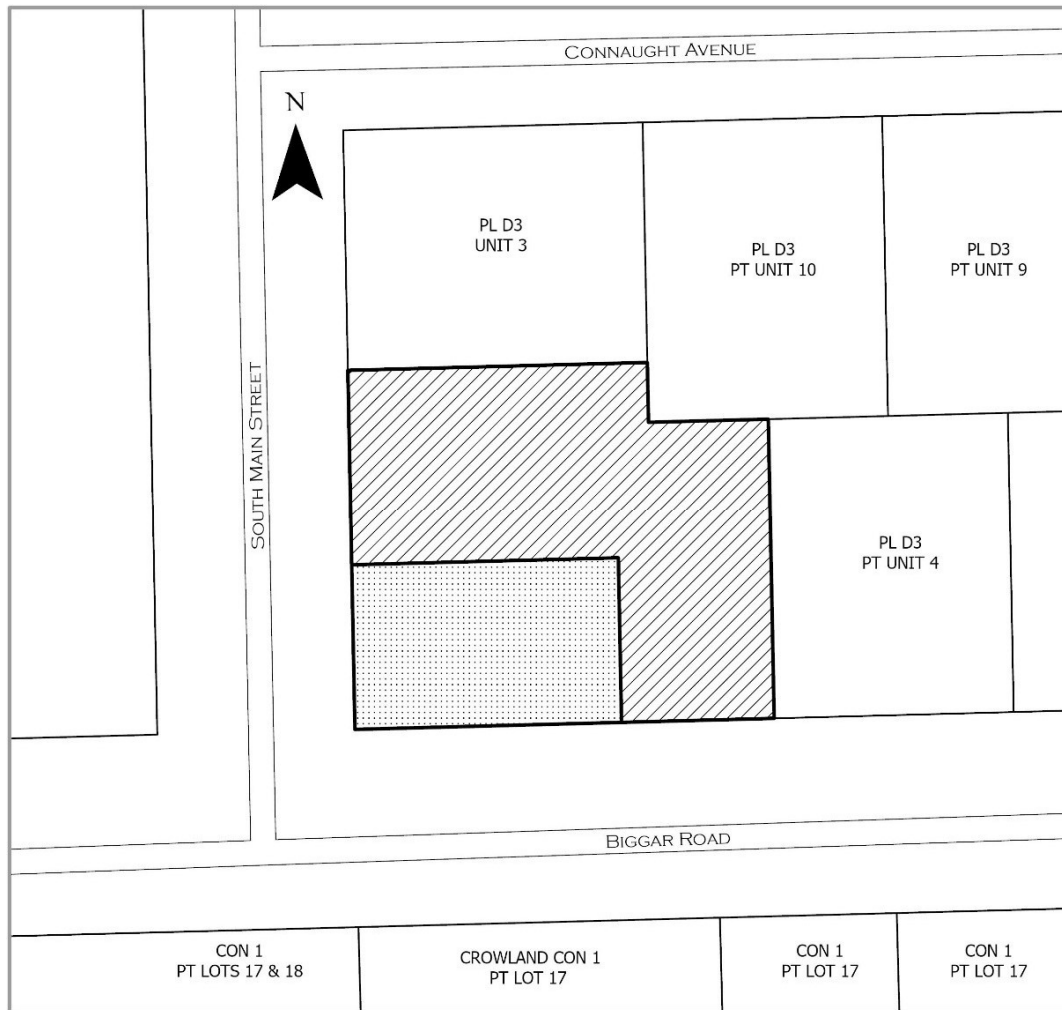 CONNAUGHT AVENUE
N
PL D3
UNIT 3
PL D3
PT UNIT 10
PL D3
PT UNIT 9
SOUTH MAIN STREET
PL D3
PT UNIT 4
BIGGAR ROAD
CON 1
PT LOTS 17 & 18
CROWLAND CON 1
PT LOT 17
CON 1
PT LOT 17
CON 1
PT LOT 17